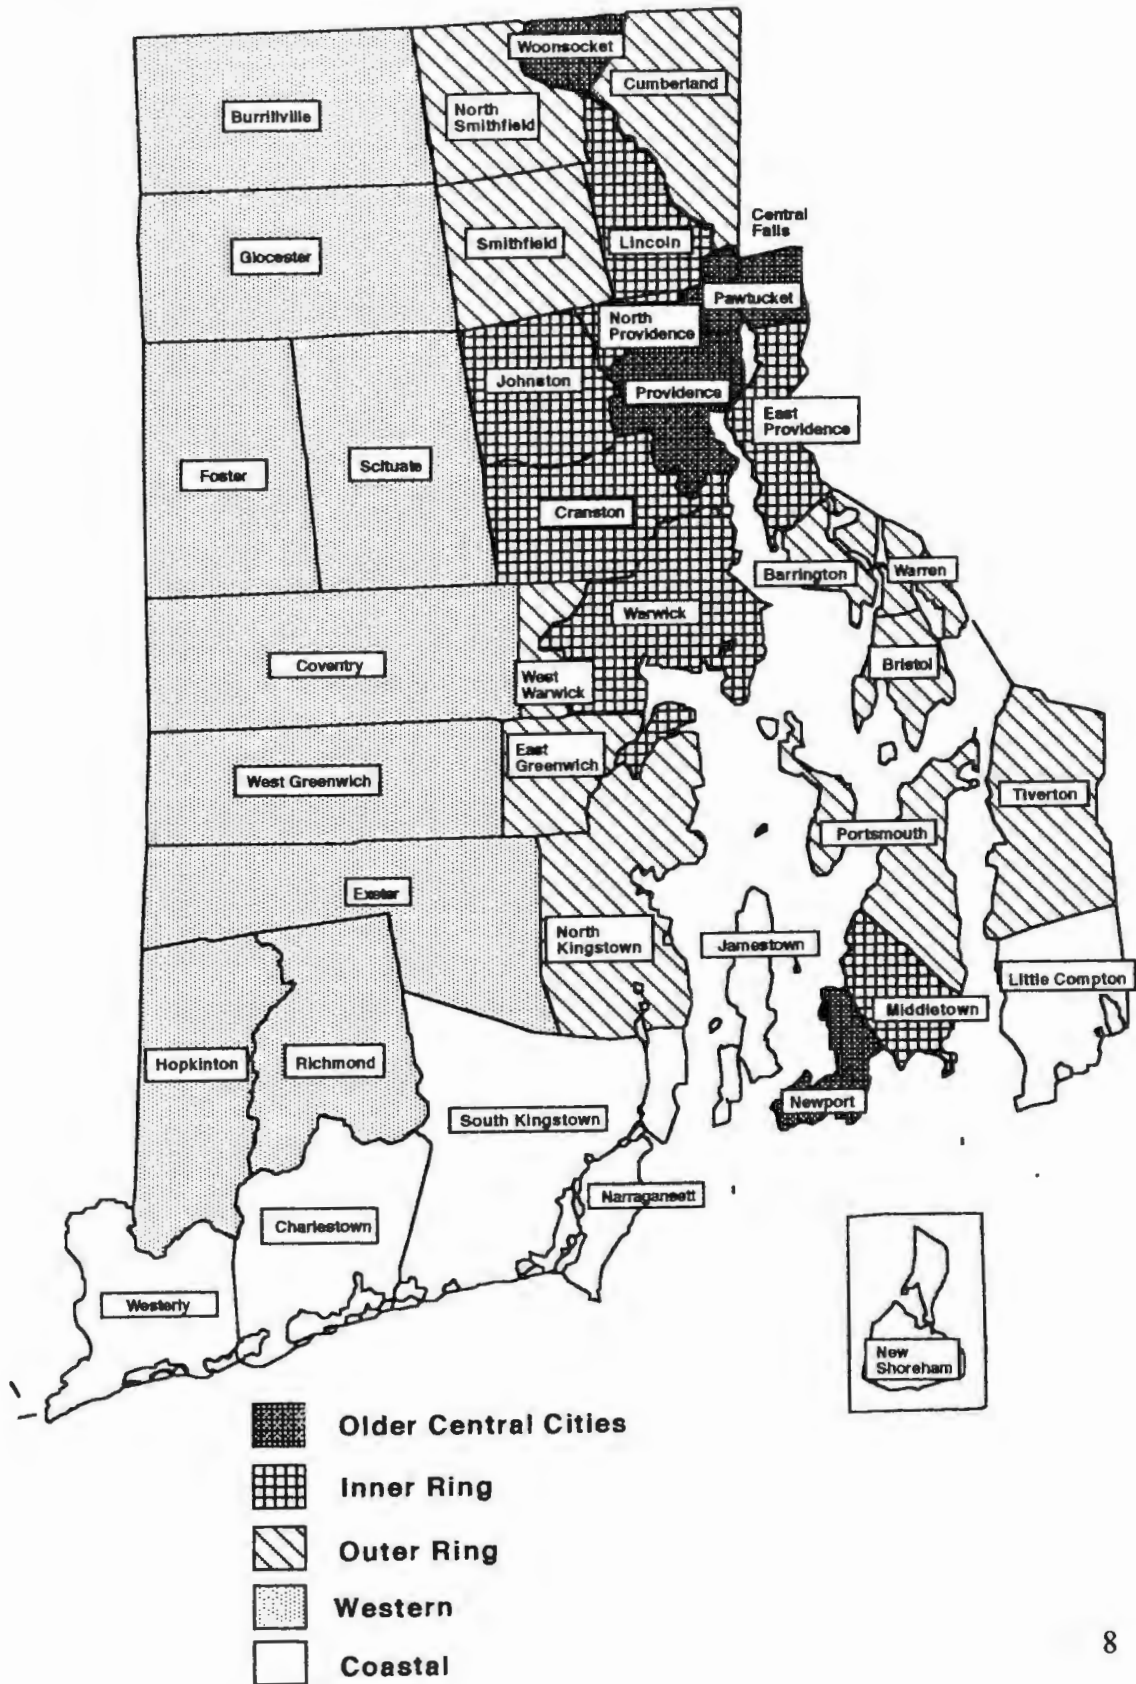 Woonsocket
Cumberland
North
Smithfield
Burrillville
Central
Falls
Smithfield
Lincoln
Glocester
Pawtucket
North
Providence
Johnston
Providence
East
Providence
Scituate
Foster
Cranston
Barrington
Warren
Warwick
Coventry
West
Warwick
Bristol
East
Greenwich
West Greenwich
Tiverton
Portsmouth
Exeter
North
Kingstown
Jamestown
Little Compton
Middletown
Hopkinton
Richmond
Newport
South Kingstown
Narragansett
Charlestown
Westerly
New
Shoreham
Older Central Cities
Inner Ring
Outer Ring
Western
Coastal
8